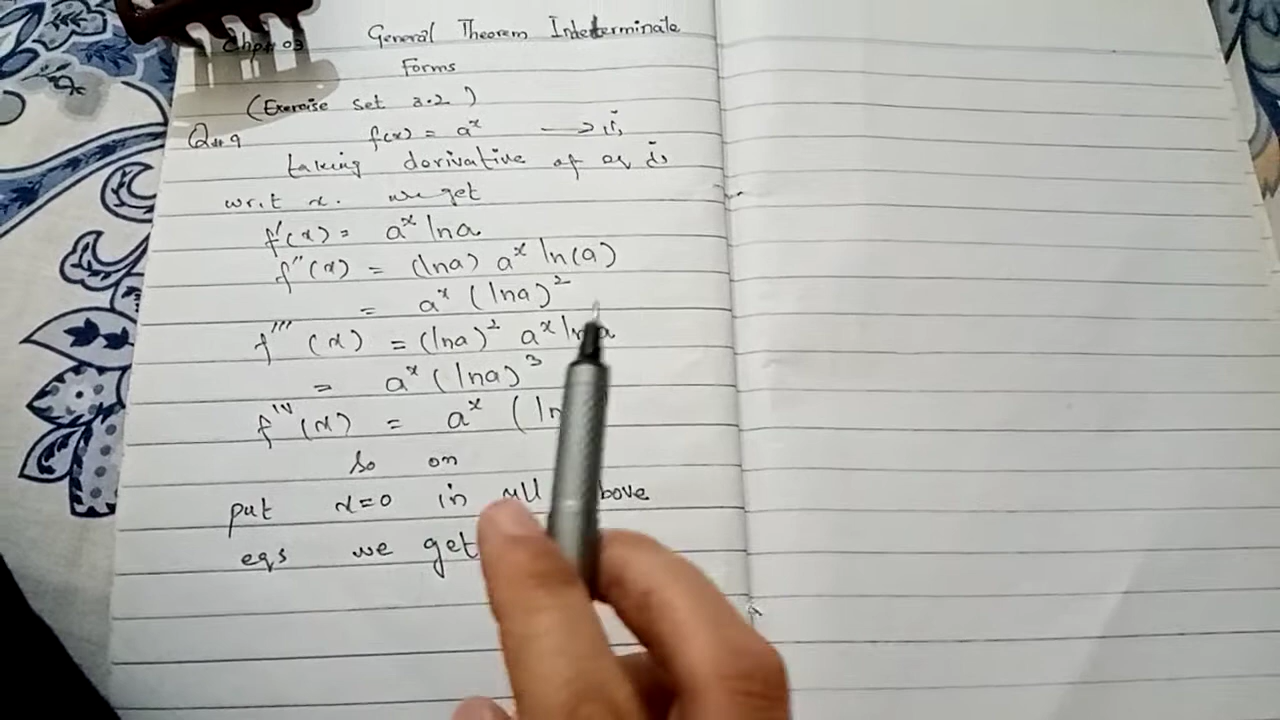 Chp# 03 General Theorem Indeterminate
Forms
(Exercise set 3.2)
Q#9 f(x) = a^x → i,
taking derivative of eq i,
w.r.t x. we get
f'(x) = a^x ln a
f''(x) = (ln a) a^x ln(a)
= a^x (ln a)^2
f'''(x) = (ln a)^2 a^x ln a
= a^x (ln a)^3
f^IV(x) = a^x (ln
So on
put x=0 in all above
eqs we get